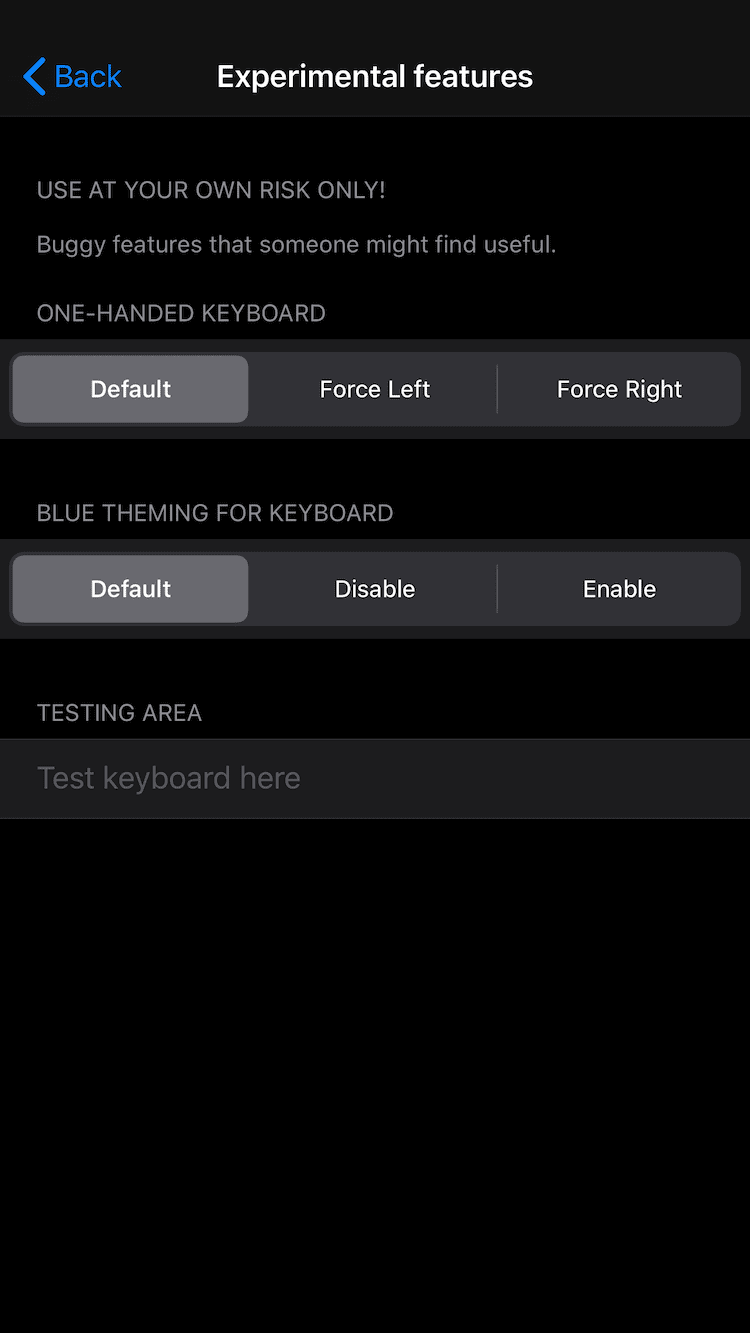 Back
Experimental features
USE AT YOUR OWN RISK ONLY!
Buggy features that someone might find useful.
ONE-HANDED KEYBOARD
Default Force Left Force Right
BLUE THEMING FOR KEYBOARD
Default Disable Enable
TESTING AREA
Test keyboard here